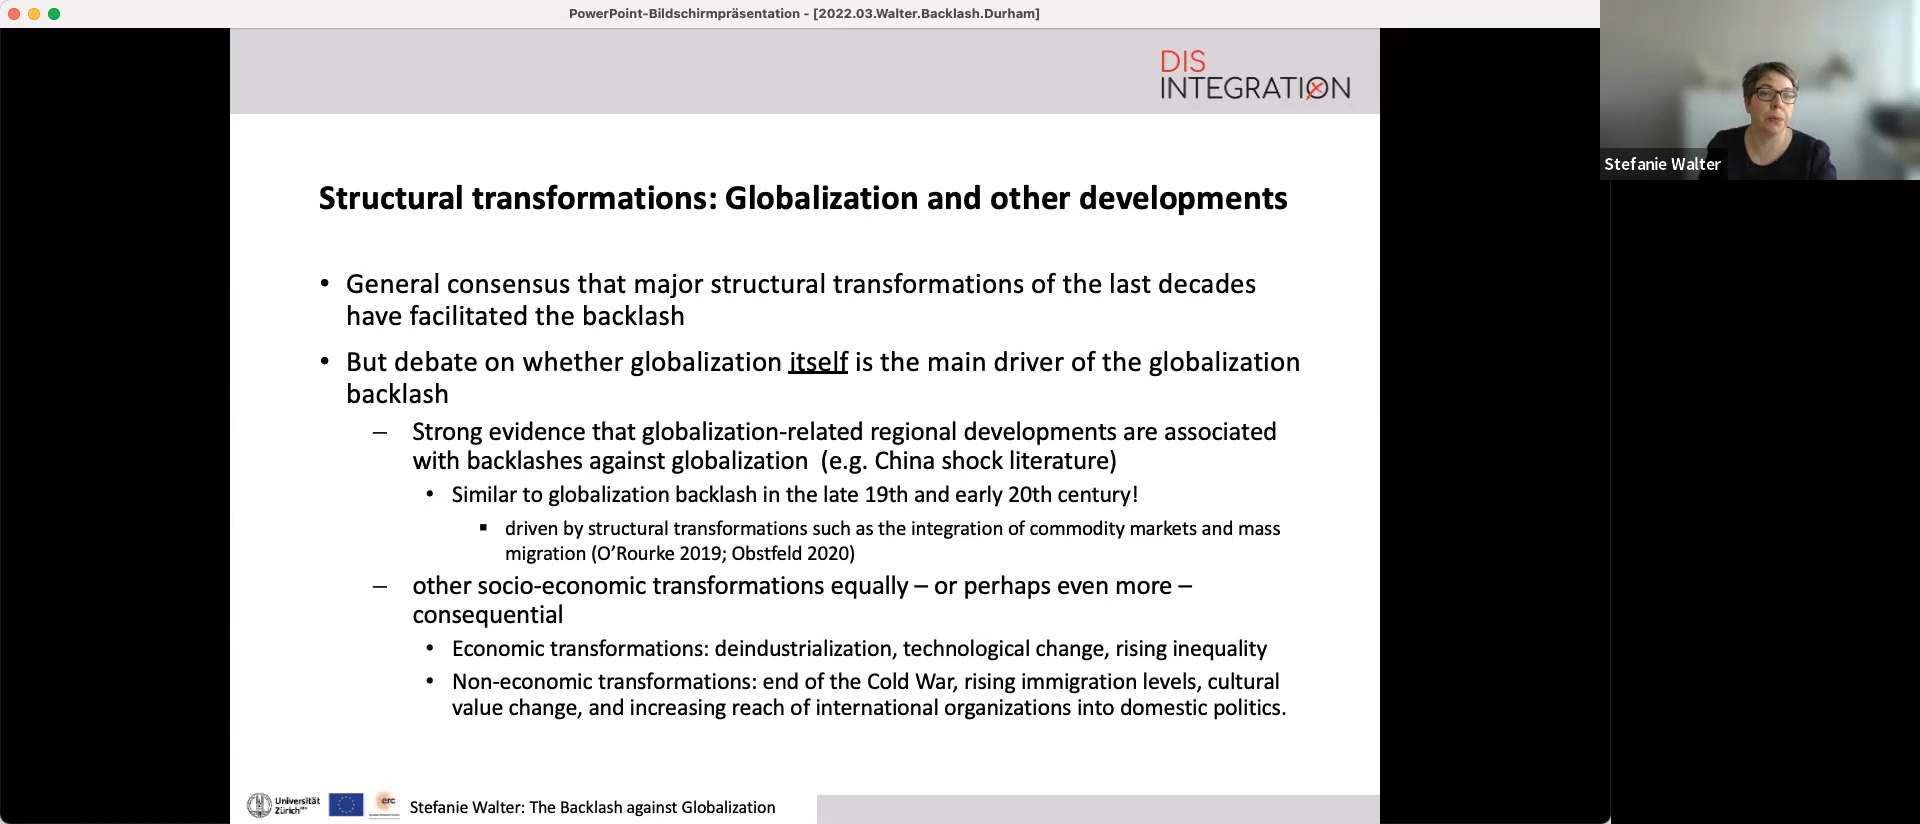 PowerPoint-Bildschirmpräsentation - [2022.03.Walter.Backlash.Durham]
DIS
INTEGRATION
Stefanie Walter
Structural transformations: Globalization and other developments
• General consensus that major structural transformations of the last decades
have facilitated the backlash
• But debate on whether globalization itself is the main driver of the globalization
backlash
– Strong evidence that globalization-related regional developments are associated
with backlashes against globalization (e.g. China shock literature)
• Similar to globalization backlash in the late 19th and early 20th century!
▪ driven by structural transformations such as the integration of commodity markets and mass
migration (O’Rourke 2019; Obstfeld 2020)
– other socio-economic transformations equally – or perhaps even more –
consequential
• Economic transformations: deindustrialization, technological change, rising inequality
• Non-economic transformations: end of the Cold War, rising immigration levels, cultural
value change, and increasing reach of international organizations into domestic politics.
Universität
Zürich
erc
Stefanie Walter: The Backlash against Globalization